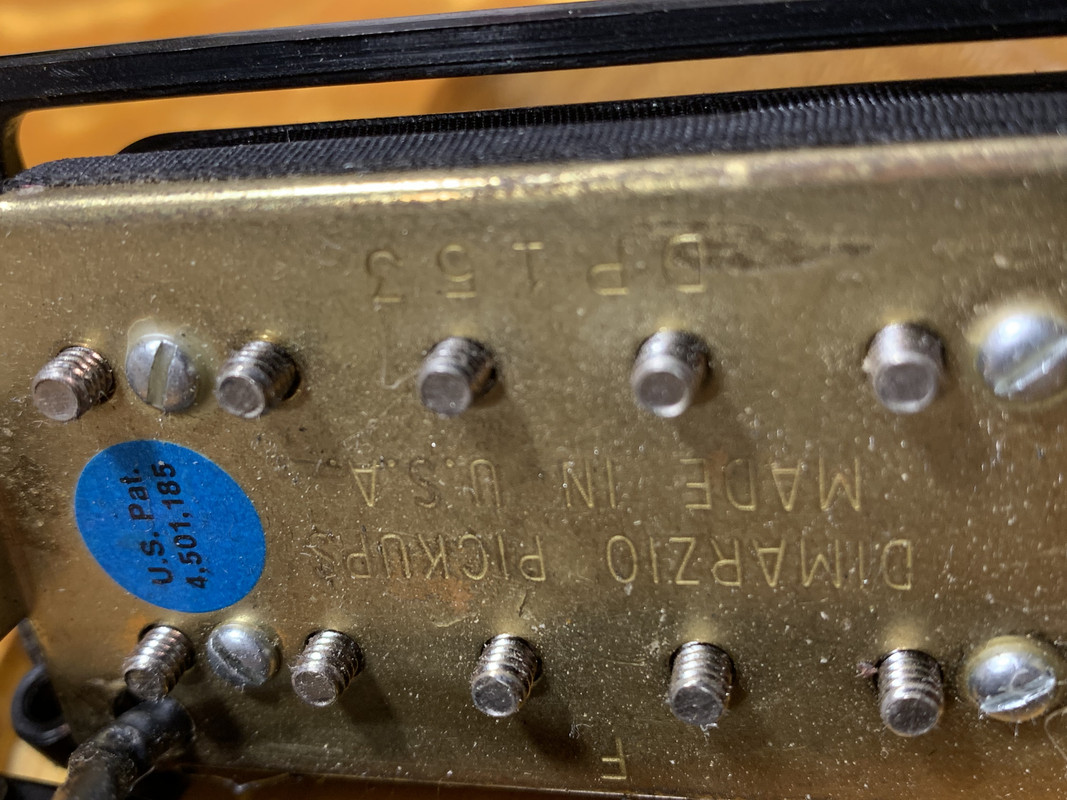 F
DIMARZIO PICKUPS
MADE IN U.S.A.
DP153
U.S. Pat.
4,501,185